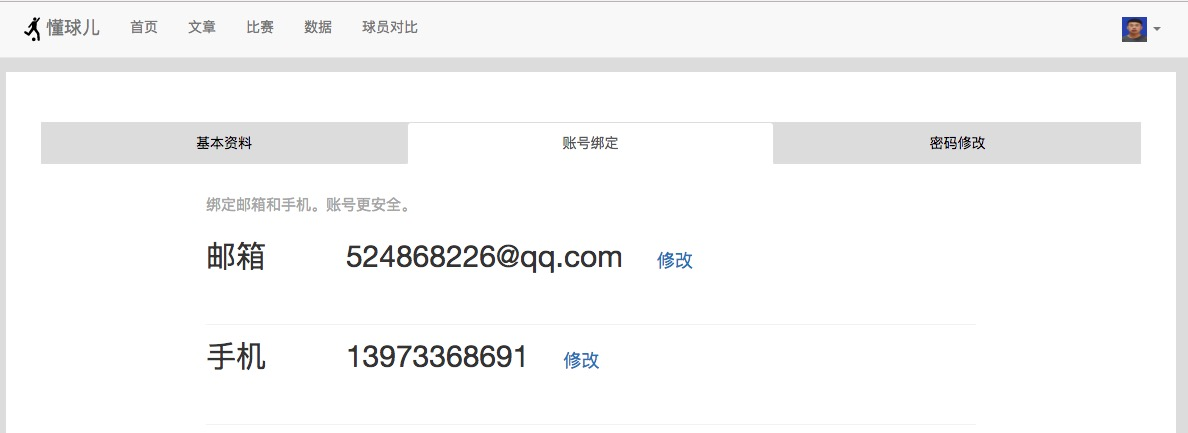 懂球儿 首页 文章 比赛 数据 球员对比
基本资料 账号绑定 密码修改
绑定邮箱和手机。账号更安全。
邮箱 524868226@qq.com 修改
手机 13973368691 修改